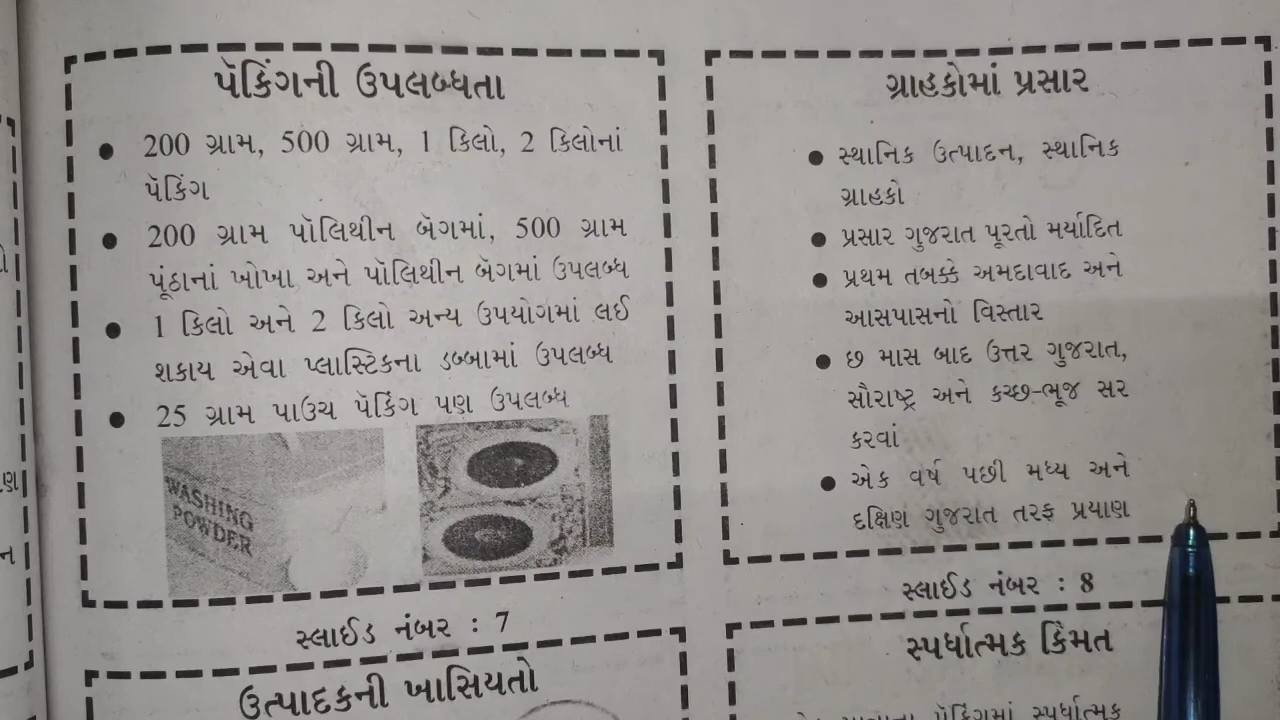 પૅકિંગની ઉપલબ્ધતા
● 200 ગ્રામ, 500 ગ્રામ, 1 કિલો, 2 કિલોનાં
પૅકિંગ
● 200 ગ્રામ પૉલિથીન બૅગમાં, 500 ગ્રામ
પૂંઠાનાં ખોખા અને પૉલિથીન બૅગમાં ઉપલબ્ધ
● 1 કિલો અને 2 કિલો અન્ય ઉપયોગમાં લઈ
શકાય એવા પ્લાસ્ટિકના ડબ્બામાં ઉપલબ્ધ
● 25 ગ્રામ પાઉચ પૅકિંગ પણ ઉપલબ્ધ
WASHING
POWDER
સ્લાઈડ નંબર : 7
ગ્રાહકોમાં પ્રસાર
● સ્થાનિક ઉત્પાદન, સ્થાનિક
ગ્રાહકો
● પ્રસાર ગુજરાત પૂરતો મર્યાદિત
● પ્રથમ તબક્કે અમદાવાદ અને
આસપાસનો વિસ્તાર
● છ માસ બાદ ઉત્તર ગુજરાત,
સૌરાષ્ટ્ર અને કચ્છ-ભૂજ સર
કરવાં
● એક વર્ષ પછી મધ્ય અને
દક્ષિણ ગુજરાત તરફ પ્રયાણ
સ્લાઈડ નંબર : 8
ઉત્પાદકની ખાસિયતો
સ્પર્ધાત્મક કિંમત
પૅકિંગમાં સ્પર્ધાત્મક